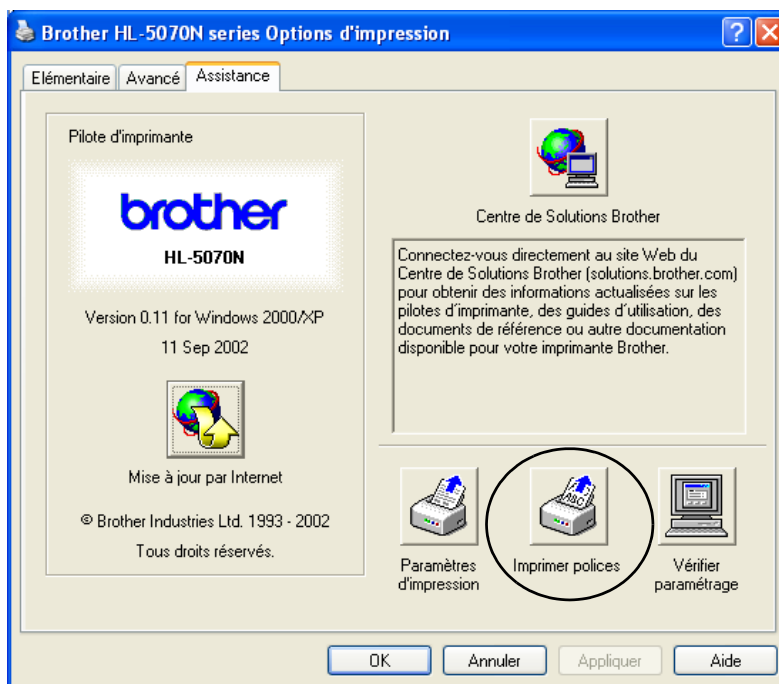 Brother HL-5070N series Options d'impression
Elémentaire Avancé Assistance
Pilote d'imprimante
brother
HL-5070N
Version 0.11 for Windows 2000/XP
11 Sep 2002
Mise à jour par Internet
© Brother Industries Ltd. 1993 - 2002
Tous droits réservés.
Centre de Solutions Brother
Connectez-vous directement au site Web du
Centre de Solutions Brother (solutions.brother.com)
pour obtenir des informations actualisées sur les
pilotes d´imprimante, des guides d´utilisation, des
documents de référence ou autre documentation
disponible pour votre imprimante Brother.
Paramètres
d'impression
Imprimer polices
Vérifier
paramétrage
OK Annuler Appliquer Aide